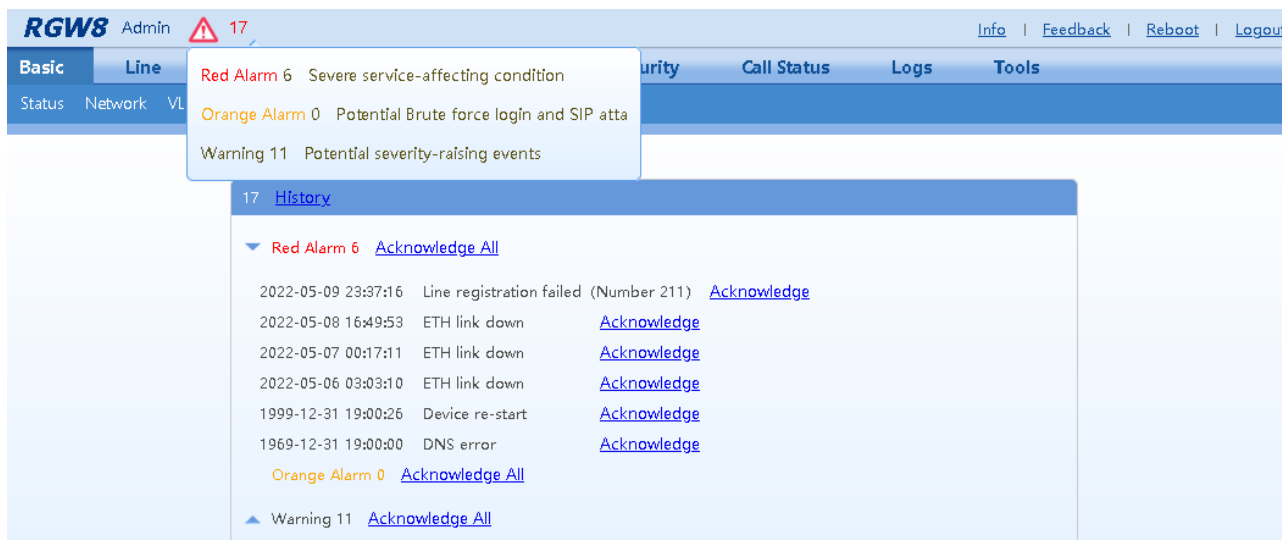 RGW8 Admin 17 Info | Feedback | Reboot | Logout
Basic Line Call Status Logs Tools
Status Network
Red Alarm 6 Severe service-affecting condition
Orange Alarm 0 Potential Brute force login and SIP atta
Warning 11 Potential severity-raising events
17 History
Red Alarm 6 Acknowledge All
2022-05-09 23:37:16 Line registration failed (Number 211) Acknowledge
2022-05-08 16:49:53 ETH link down Acknowledge
2022-05-07 00:17:11 ETH link down Acknowledge
2022-05-06 03:03:10 ETH link down Acknowledge
1999-12-31 19:00:26 Device re-start Acknowledge
1969-12-31 19:00:00 DNS error Acknowledge
Orange Alarm 0 Acknowledge All
Warning 11 Acknowledge All